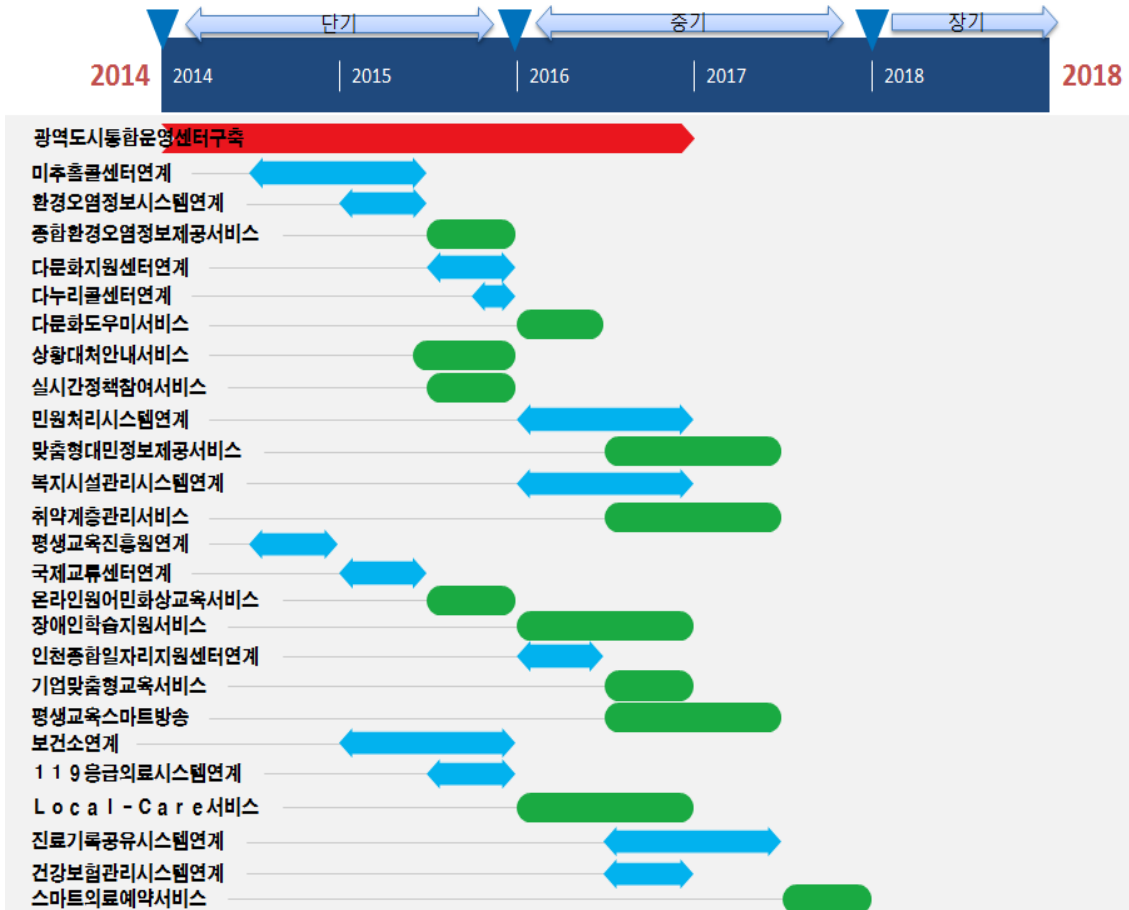 단기 중기 장기
2014 2014 2015 2016 2017 2018 2018
광역도시통합운영센터구축
미추홀콜센터연계
환경오염정보시스템연계
종합환경오염정보제공서비스
다문화지원센터연계
다누리콜센터연계
다문화도우미서비스
상황대처안내서비스
실시간정책참여서비스
민원처리시스템연계
맞춤형대민정보제공서비스
복지시설관리시스템연계
취약계층관리서비스
평생교육진흥원연계
국제교류센터연계
온라인원어민화상교육서비스
장애인학습지원서비스
인천종합일자리지원센터연계
기업맞춤형교육서비스
평생교육스마트방송
보건소연계
119응급의료시스템연계
Local-Care서비스
진료기록공유시스템연계
건강보험관리시스템연계
스마트의료예약서비스